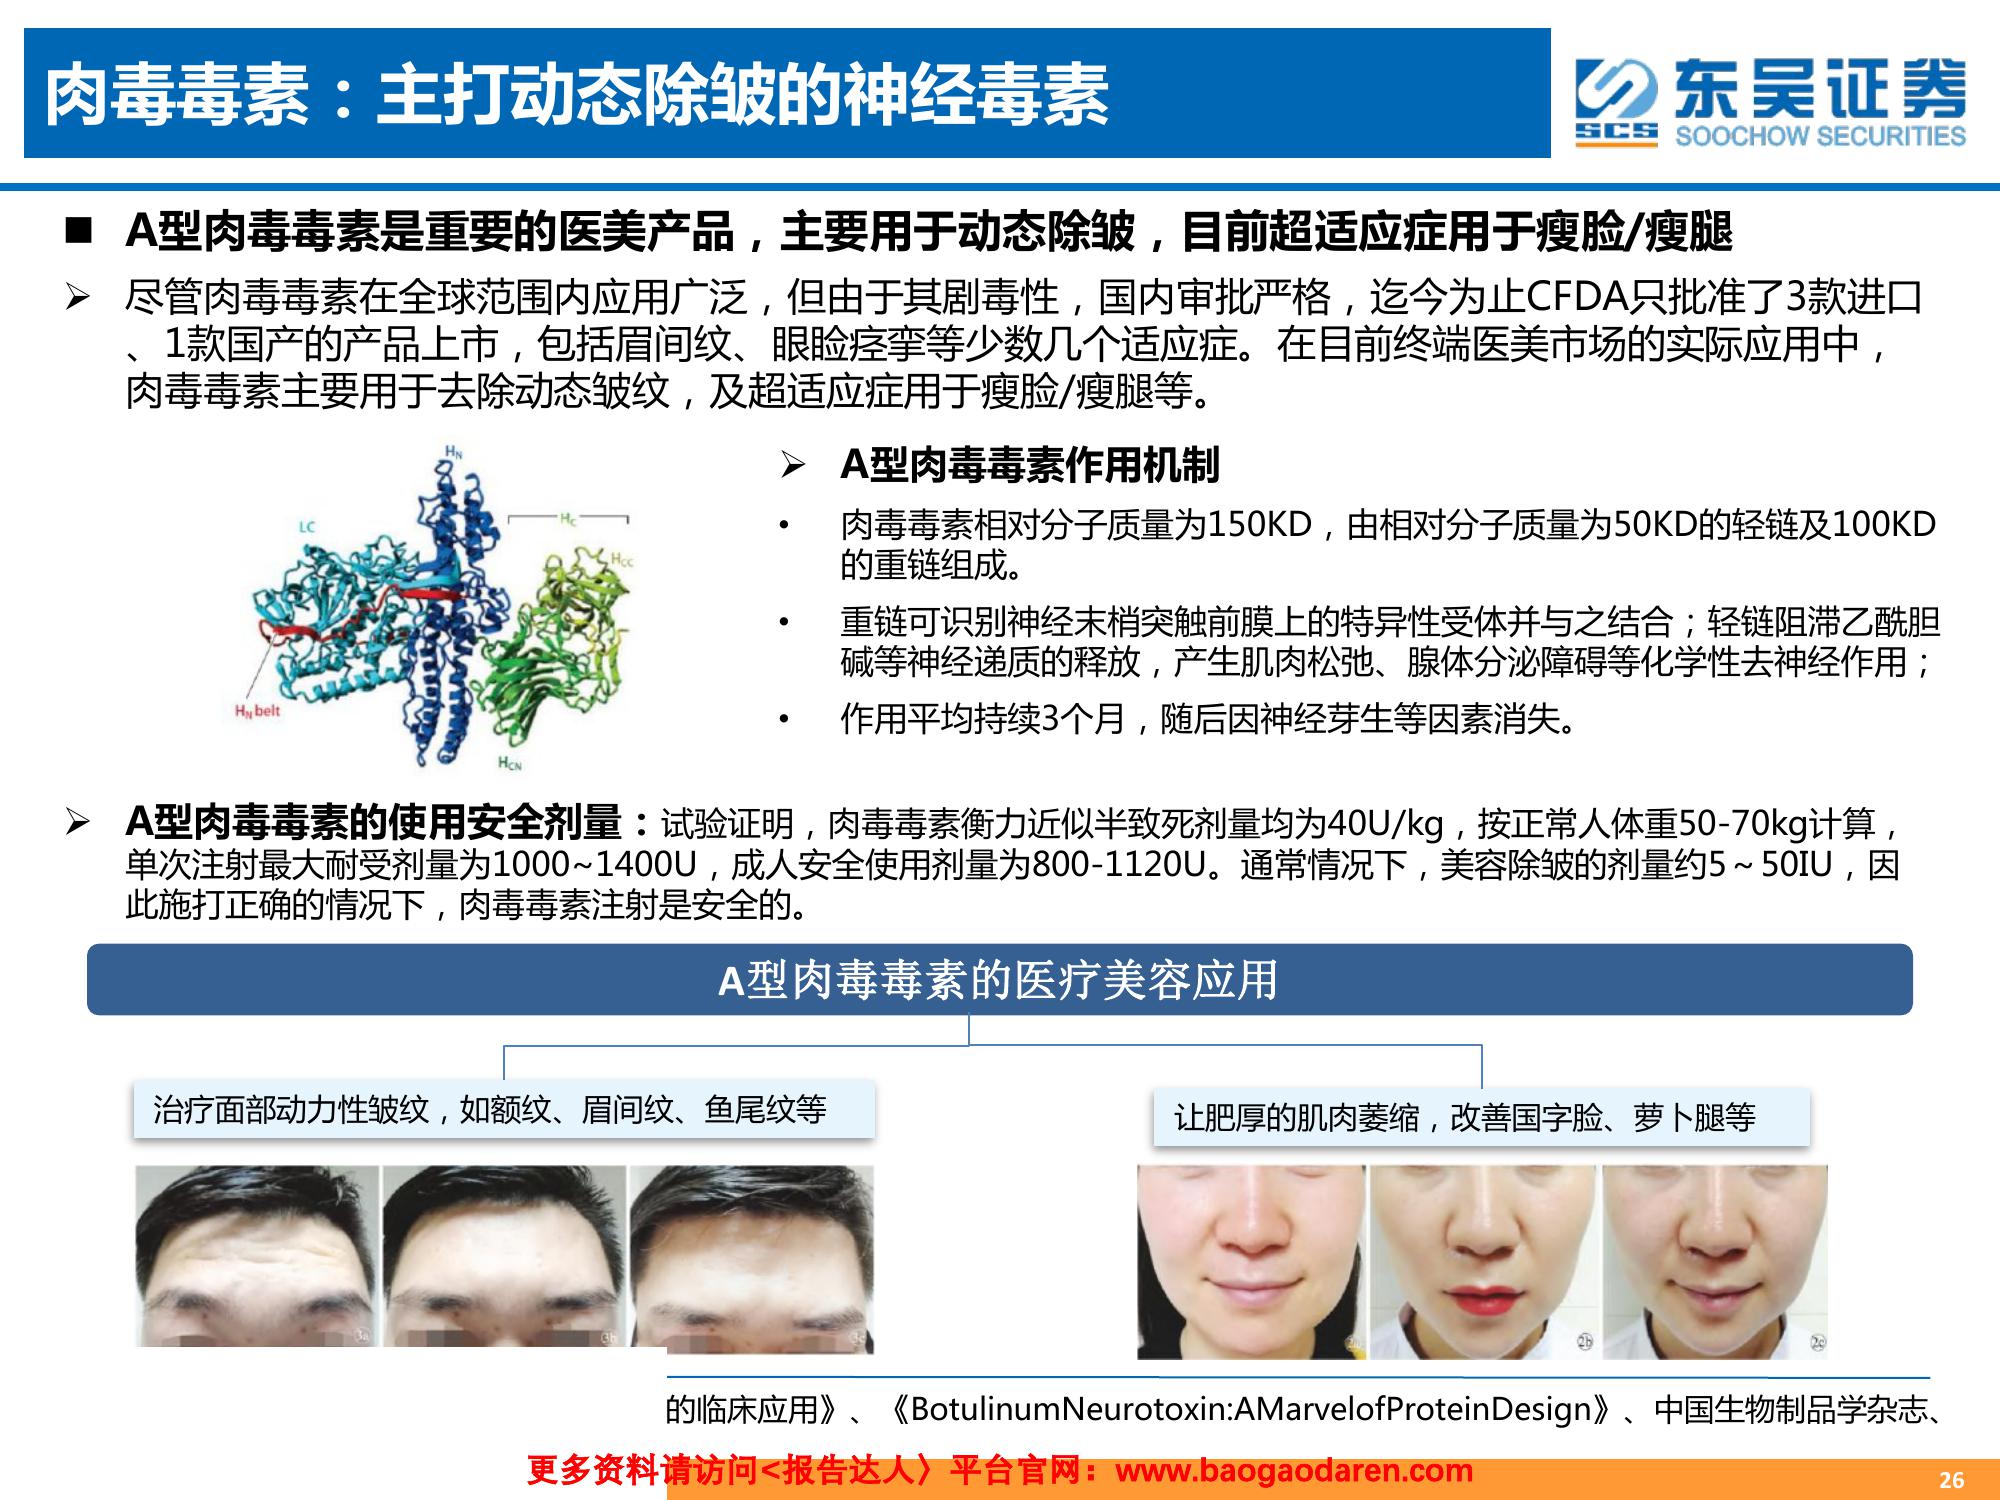 肉毒毒素：主打动态除皱的神经毒素
SCS
东吴证券
SOOCHOW SECURITIES
■ A型肉毒毒素是重要的医美产品，主要用于动态除皱，目前超适应症用于瘦脸/瘦腿
➢ 尽管肉毒毒素在全球范围内应用广泛，但由于其剧毒性，国内审批严格，迄今为止CFDA只批准了3款进口
、1款国产的产品上市，包括眉间纹、眼睑痉挛等少数几个适应症。在目前终端医美市场的实际应用中，
肉毒毒素主要用于去除动态皱纹，及超适应症用于瘦脸/瘦腿等。
HN
LC
HC
HCC
HN belt
HCN
➢ A型肉毒毒素作用机制
• 肉毒毒素相对分子质量为150KD，由相对分子质量为50KD的轻链及100KD
的重链组成。
• 重链可识别神经末梢突触前膜上的特异性受体并与之结合；轻链阻滞乙酰胆
碱等神经递质的释放，产生肌肉松弛、腺体分泌障碍等化学性去神经作用；
• 作用平均持续3个月，随后因神经芽生等因素消失。
➢ A型肉毒毒素的使用安全剂量：试验证明，肉毒毒素衡力近似半致死剂量均为40U/kg，按正常人体重50-70kg计算，
单次注射最大耐受剂量为1000~1400U，成人安全使用剂量为800-1120U。通常情况下，美容除皱的剂量约5～50IU，因
此施打正确的情况下，肉毒毒素注射是安全的。
A型肉毒毒素的医疗美容应用
治疗面部动力性皱纹，如额纹、眉间纹、鱼尾纹等
让肥厚的肌肉萎缩，改善国字脸、萝卜腿等
3a
3b
3c
2a
2b
2c
的临床应用》、《BotulinumNeurotoxin:AMarvelofProteinDesign》、中国生物制品学杂志、
更多资料请访问<报告达人〉平台官网：www.baogaodaren.com
26